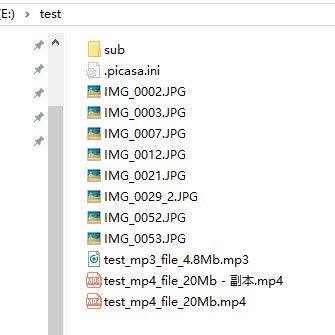 (E:) › test
sub
.picasa.ini
IMG_0002.JPG
IMG_0003.JPG
IMG_0007.JPG
IMG_0012.JPG
IMG_0021.JPG
IMG_0029_2.JPG
IMG_0052.JPG
IMG_0053.JPG
test_mp3_file_4.8Mb.mp3
test_mp4_file_20Mb - 副本.mp4
test_mp4_file_20Mb.mp4